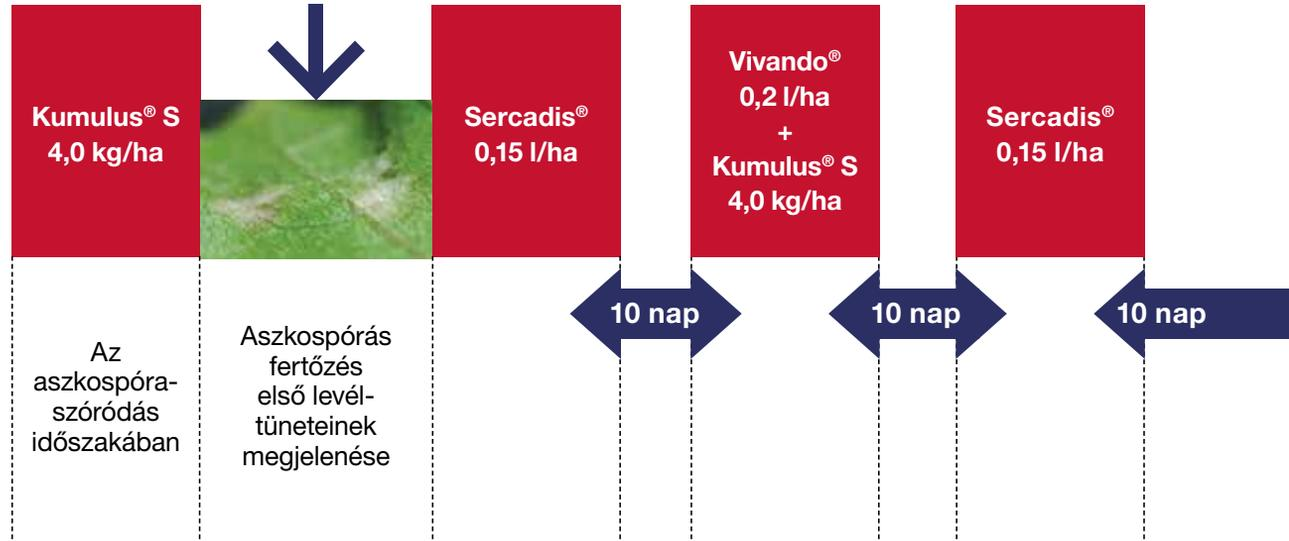 Kumulus® S
4,0 kg/ha
Sercadis®
0,15 l/ha
Vivando®
0,2 l/ha
+
Kumulus® S
4,0 kg/ha
Sercadis®
0,15 l/ha
10 nap
10 nap
10 nap
Az
aszkospóra-
szóródás
időszakában
Aszkospórás
fertőzés
első levél-
tüneteinek
megjelenése